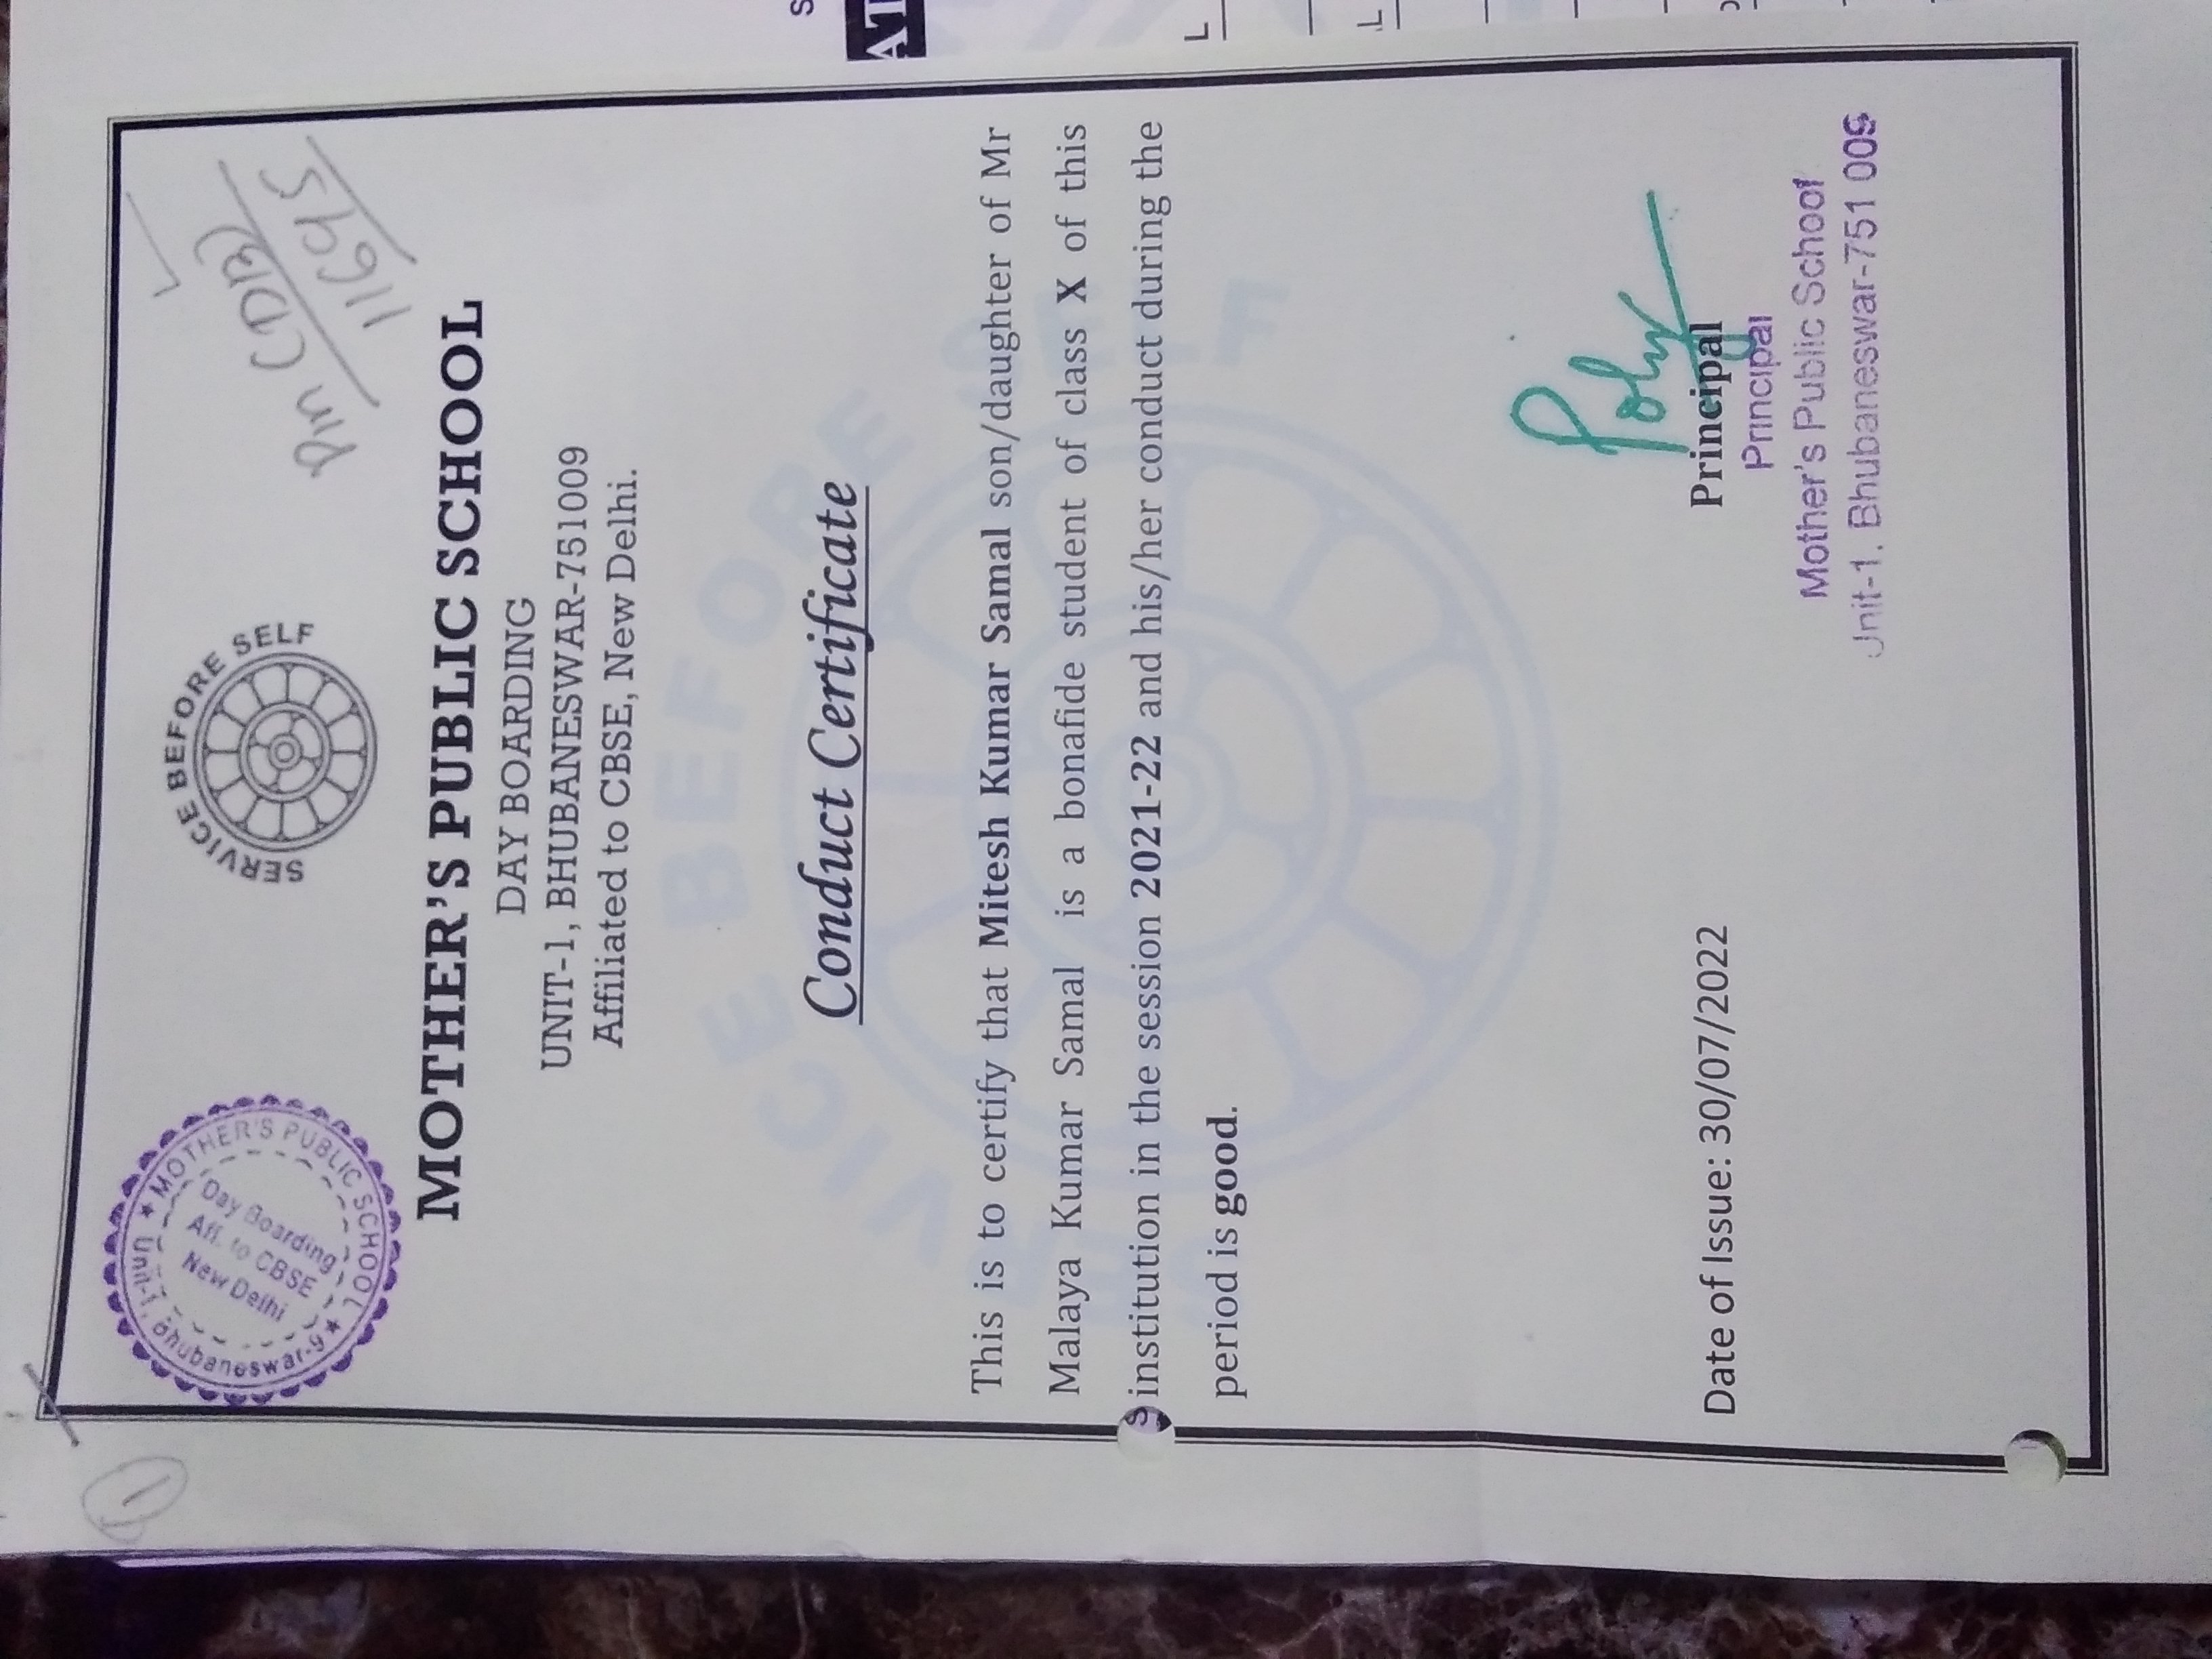 SERVICE BEFORE SELF
MOTHER'S PUBLIC SCHOOL
Unit-1, Bhubaneswar-9
Day Boarding
Aff. to CBSE
New Delhi
11645
1
MOTHER'S PUBLIC SCHOOL
DAY BOARDING
UNIT-1, BHUBANESWAR-751009
Affiliated to CBSE, New Delhi.
Conduct Certificate
This is to certify that Mitesh Kumar Samal son/daughter of Mr
Malaya Kumar Samal is a bonafide student of class X of this
institution in the session 2021-22 and his/her conduct during the
period is good.
Date of Issue: 30/07/2022
Principal
Principal
Mother's Public School
Unit-1, Bhubaneswar-751 009